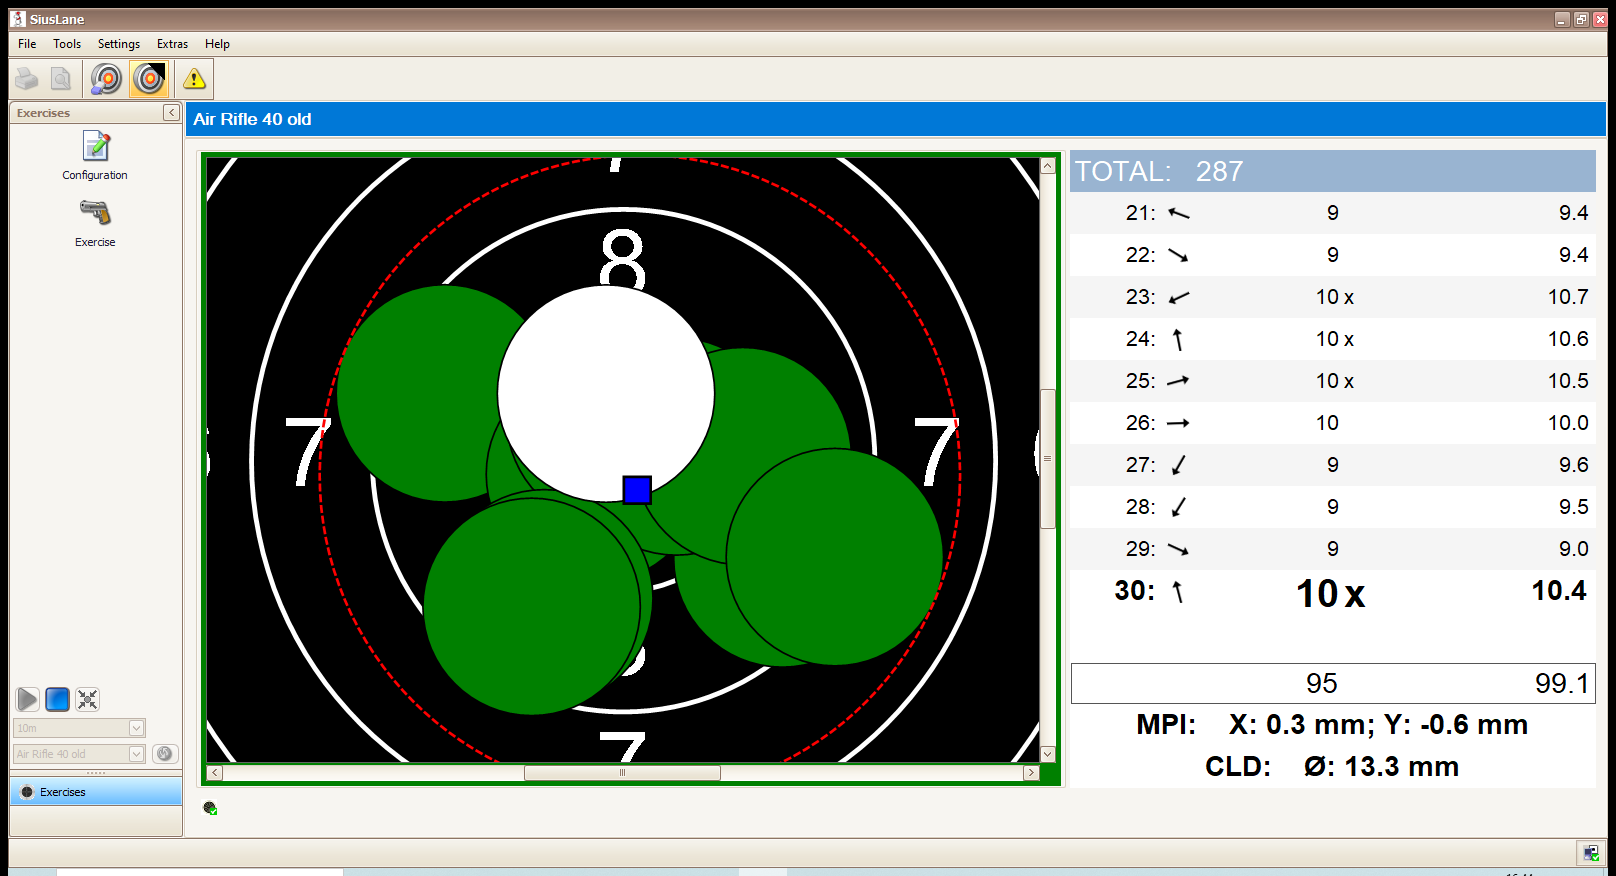 SiusLane
File Tools Settings Extras Help
Exercises
Configuration
Exercise
10m
Air Rifle 40 old
Exercises
Air Rifle 40 old
7
8
7 7
7
TOTAL: 287
21: 9 9.4
22: 9 9.4
23: 10 x 10.7
24: 10 x 10.6
25: 10 x 10.5
26: 10 10.0
27: 9 9.6
28: 9 9.5
29: 9 9.0
30: 10 x 10.4
95 99.1
MPI: X: 0.3 mm; Y: -0.6 mm
CLD: Ø: 13.3 mm